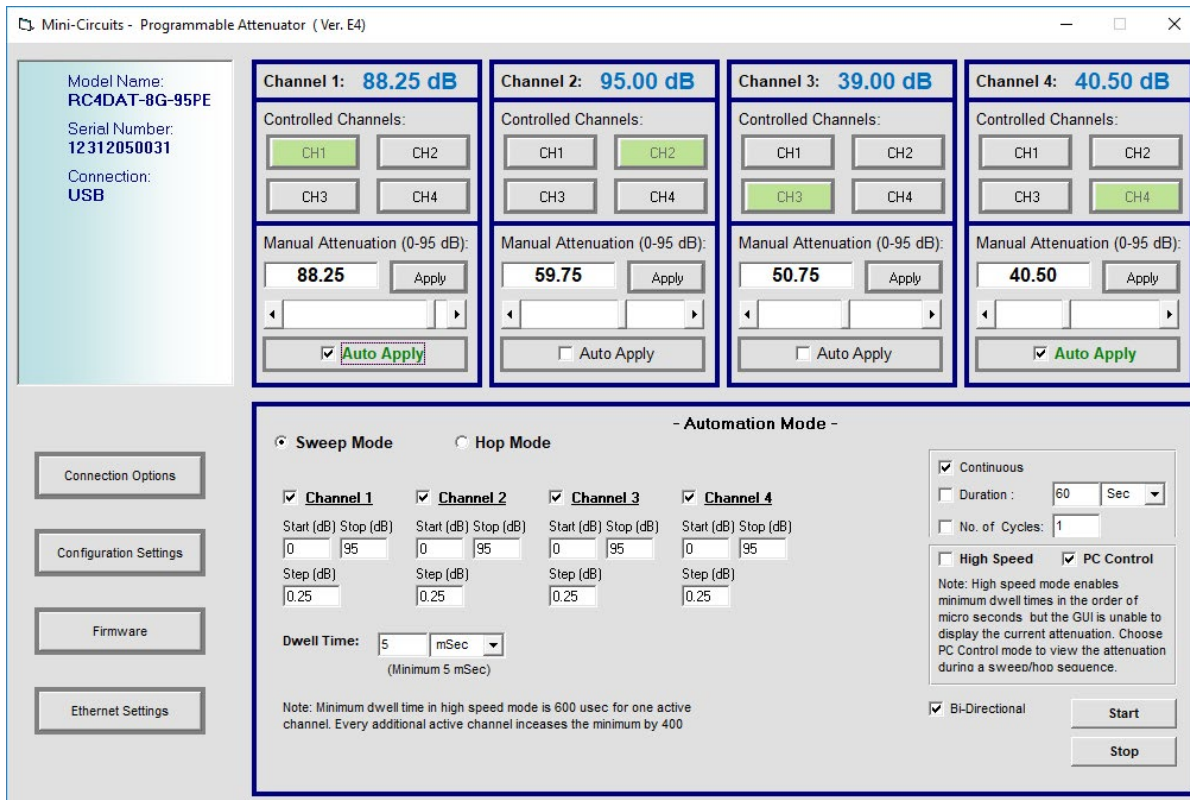 Mini-Circuits - Programmable Attenuator ( Ver. E4)
Model Name:
RC4DAT-8G-95PE
Serial Number:
12312050031
Connection:
USB
Channel 1: 88.25 dB
Controlled Channels:
CH1 CH2
CH3 CH4
Manual Attenuation (0-95 dB):
88.25 Apply
Auto Apply
Channel 2: 95.00 dB
Controlled Channels:
CH1 CH2
CH3 CH4
Manual Attenuation (0-95 dB):
59.75 Apply
Auto Apply
Channel 3: 39.00 dB
Controlled Channels:
CH1 CH2
CH3 CH4
Manual Attenuation (0-95 dB):
50.75 Apply
Auto Apply
Channel 4: 40.50 dB
Controlled Channels:
CH1 CH2
CH3 CH4
Manual Attenuation (0-95 dB):
40.50 Apply
Auto Apply
Connection Options
Configuration Settings
Firmware
Ethernet Settings
- Automation Mode -
Sweep Mode Hop Mode
Channel 1 Channel 2 Channel 3 Channel 4
Start (dB) Stop (dB) Start (dB) Stop (dB) Start (dB) Stop (dB) Start (dB) Stop (dB)
0 95 0 95 0 95 0 95
Step (dB) Step (dB) Step (dB) Step (dB)
0.25 0.25 0.25 0.25
Dwell Time: 5 mSec
(Minimum 5 mSec)
Note: Minimum dwell time in high speed mode is 600 usec for one active
channel. Every additional active channel inceases the minimum by 400
Continuous
Duration : 60 Sec
No. of Cycles: 1
High Speed PC Control
Note: High speed mode enables
minimum dwell times in the order of
micro seconds but the GUI is unable to
display the current attenuation. Choose
PC Control mode to view the attenuation
during a sweep/hop sequence.
Bi-Directional Start
Stop